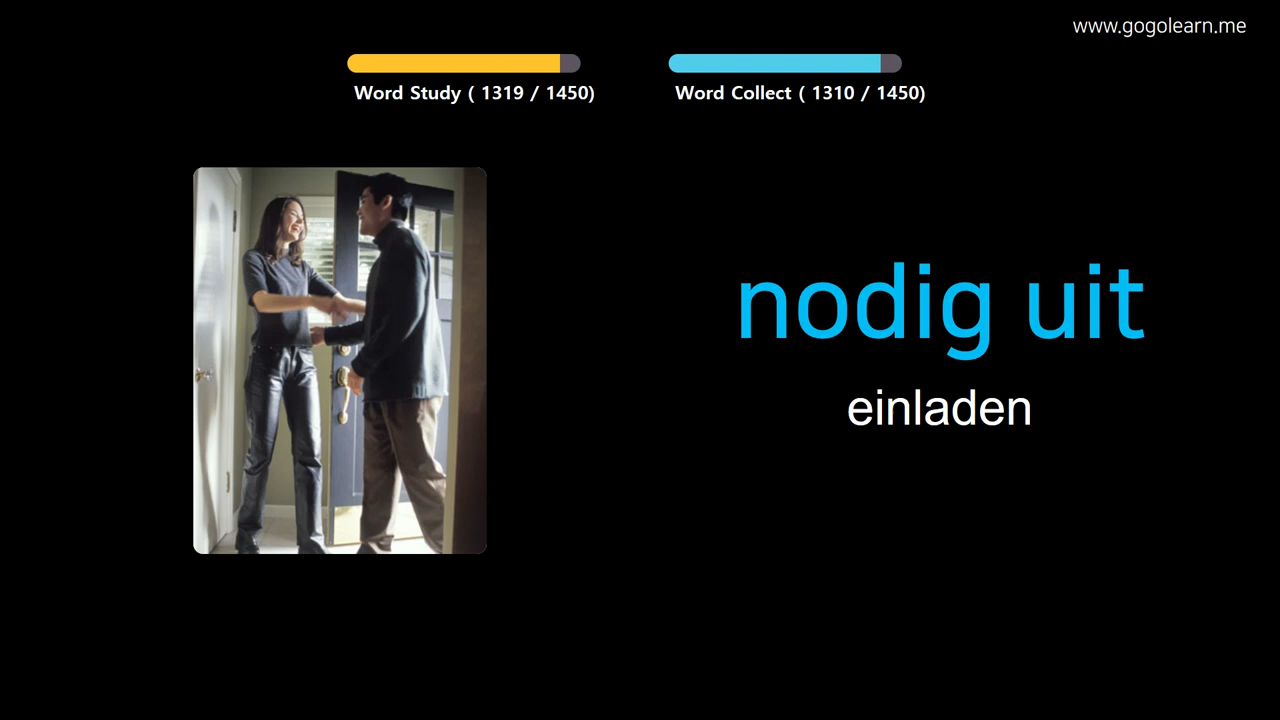 www.gogolearn.me
Word Study ( 1319 / 1450)
Word Collect ( 1310 / 1450)
nodig uit
einladen